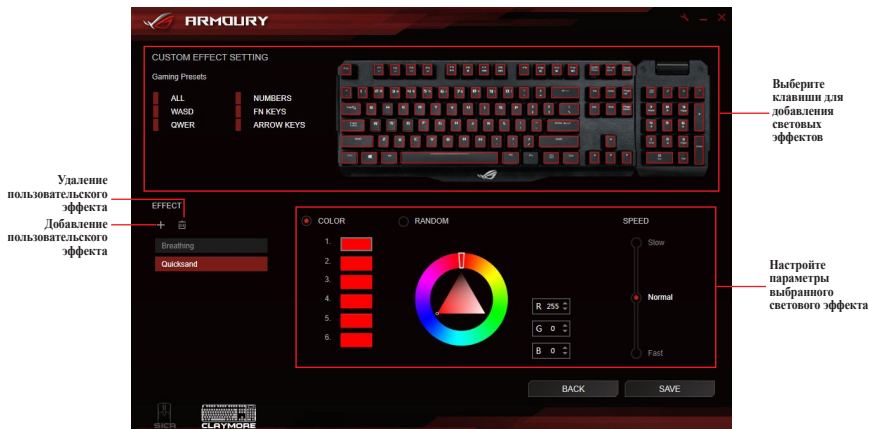 ARMOURY
CUSTOM EFFECT SETTING
Gaming Presets
ALL
NUMBERS
WASD
FN KEYS
QWER
ARROW KEYS
Выберите
клавиши для
добавления
световых
эффектов
Удаление
пользовательского
эффекта
Добавление
пользовательского
эффекта
EFFECT
Breathing
Quicksand
COLOR
RANDOM
SPEED
1.
2.
3.
4.
5.
6.
R 255
G 0
B 0
Slow
Normal
Fast
Настройте
параметры
выбранного
светового эффекта
BACK
SAVE
SICA
CLAYMORE